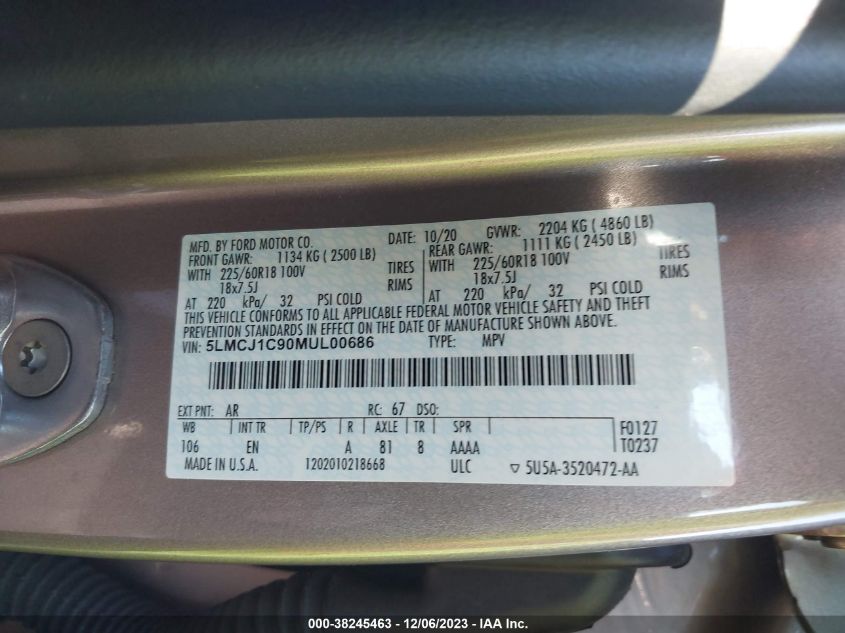 MFD. BY FORD MOTOR CO. DATE: 10/20 GVWR: 2204 KG ( 4860 LB)
FRONT GAWR: 1134 KG ( 2500 LB) REAR GAWR: 1111 KG ( 2450 LB)
WITH 225/60R18 100V TIRES WITH 225/60R18 100V TIRES
18x7.5J RIMS 18x7.5J RIMS
AT 220 kPa/ 32 PSI COLD AT 220 kPa/ 32 PSI COLD
THIS VEHICLE CONFORMS TO ALL APPLICABLE FEDERAL MOTOR VEHICLE SAFETY AND THEFT
PREVENTION STANDARDS IN EFFECT ON THE DATE OF MANUFACTURE SHOWN ABOVE.
VIN: 5LMCJ1C90MUL00686 TYPE: MPV
EXT PNT: AR RC: 67 DSO:
WB INT TR TP/PS R AXLE TR SPR F0127
106 EN A 81 8 AAAA T0237
MADE IN U.S.A. 1202010218668 ULC ▽ 5U5A-3520472-AA
000-38245463 - 12/06/2023 - IAA Inc.